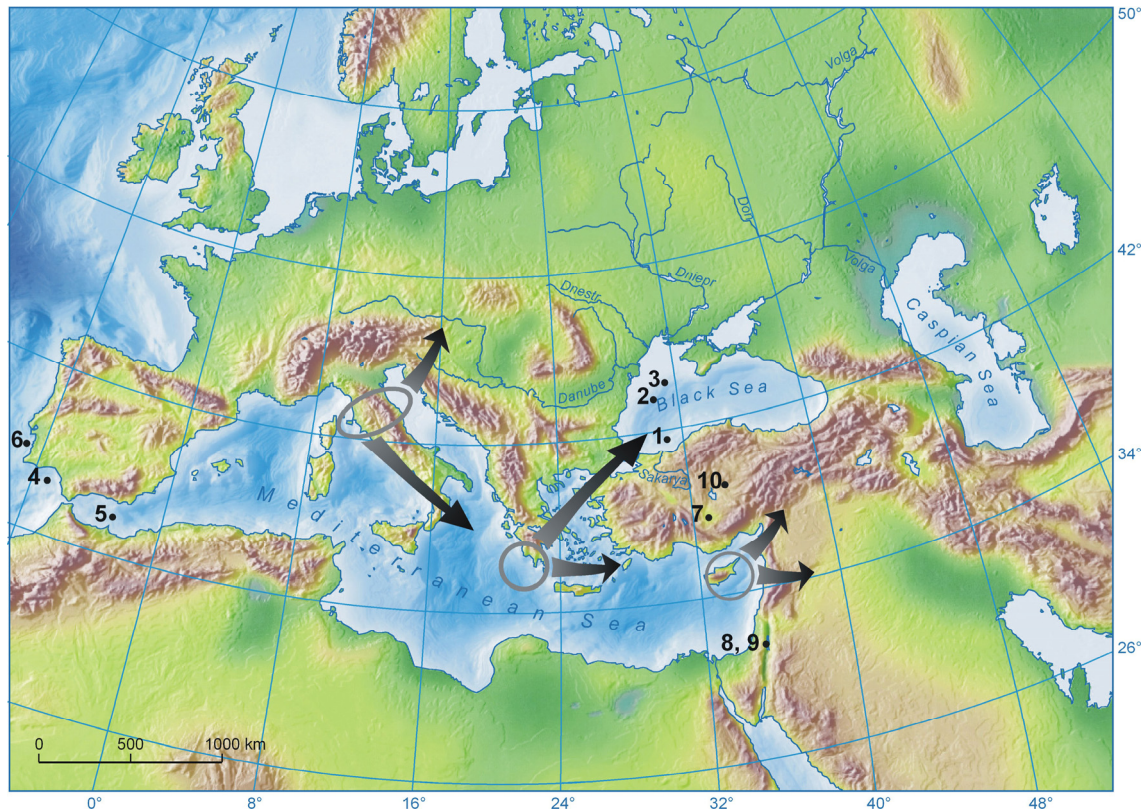 50°
Volga
Don
42°
Volga
Dniepr
Dnestr
Caspian Sea
3
Black Sea
2
Danube
6
1
34°
4
Sakarya
10
5
7
Mediterranean Sea
8, 9
26°
0 500 1000 km
0° 8° 16° 24° 32° 40° 48°